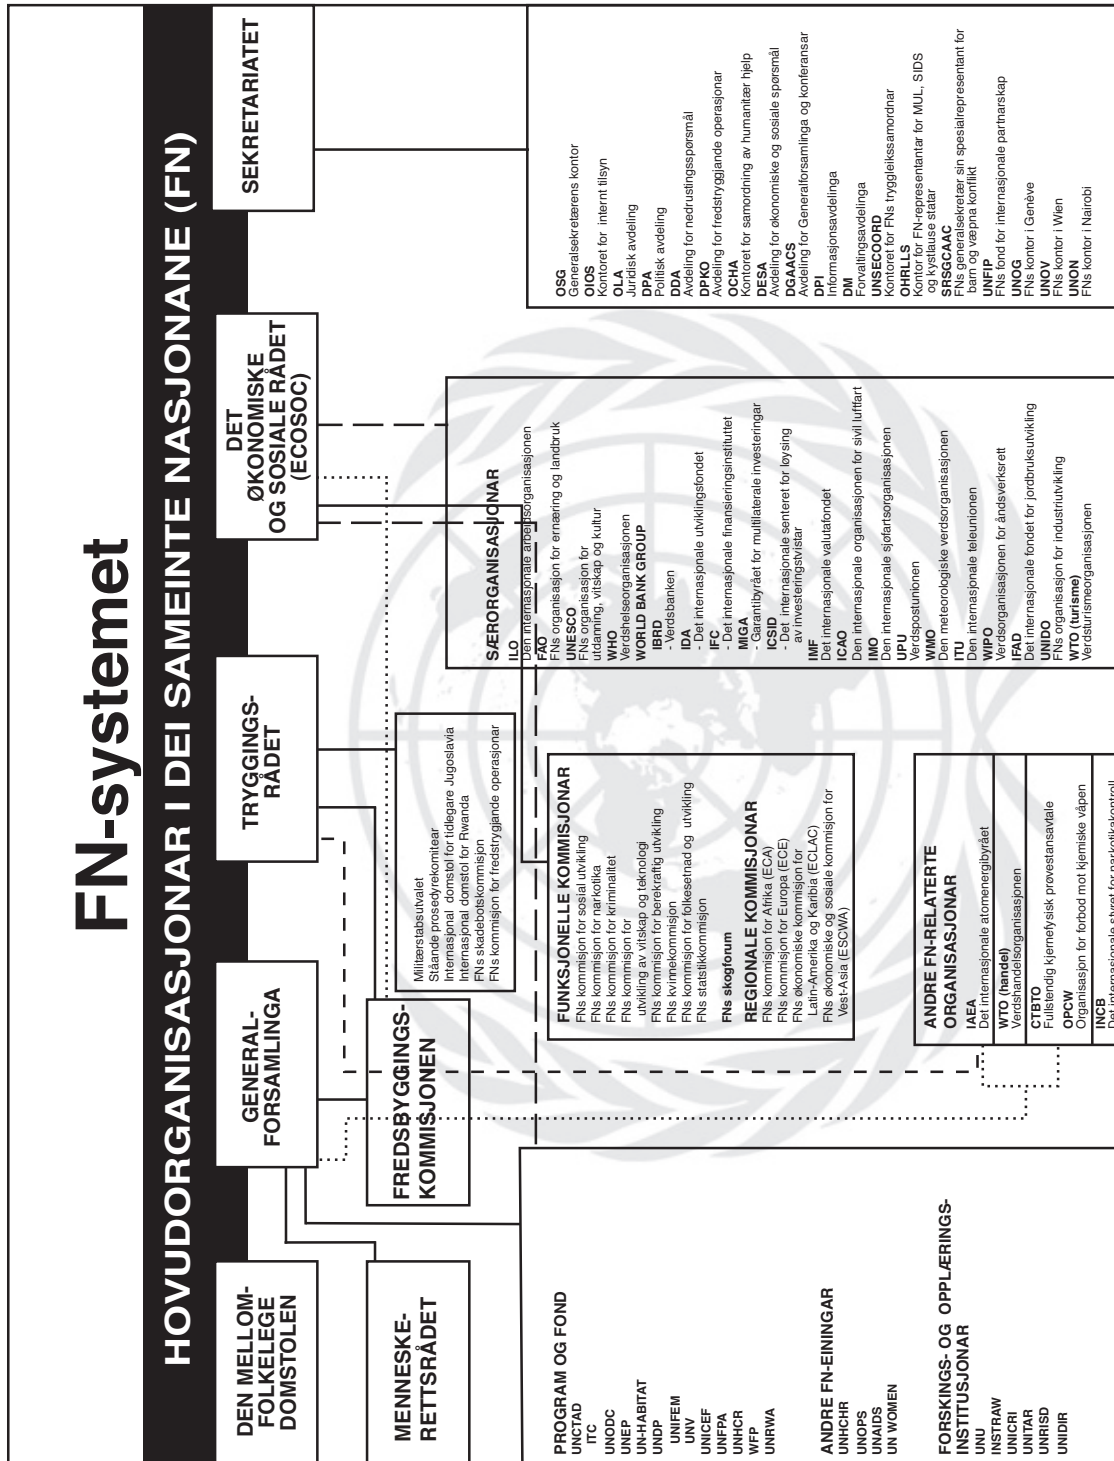 FN-systemet
HOVUDORGANISASJONAR I DEI SAMEINTE NASJONANE (FN)
DEN MELLOM-
FOLKELEGE
DOMSTOLEN
GENERAL-
FORSAMLINGA
TRYGGINGS-
RÅDET
DET
ØKONOMISKE
OG SOSIALE RÅDET
(ECOSOC)
SEKRETARIATET
MENNESKE-
RETTSRÅDET
FREDSBYGGINGS-
KOMMISJONEN
Militærstabsutvalet
Ståande prosedyrekomitear
Internasjonal domstol for tidlegare Jugoslavia
Internasjonal domstol for Rwanda
FNs skadebotskommisjon
FNs kommisjon for fredstrygjande operasjonar
PROGRAM OG FOND
UNCTAD
ITC
UNODC
UNEP
UN-HABITAT
UNDP
UNIFEM
UNV
UNICEF
UNFPA
UNHCR
WFP
UNRWA
ANDRE FN-EININGAR
UNHCHR
UNOPS
UNAIDS
UN WOMEN
FORSKINGS- OG OPPLÆRINGS-
INSTITUSJONAR
UNU
INSTRAW
UNICRI
UNITAR
UNRISD
UNIDIR
FUNKSJONELLE KOMMISJONAR
FNs kommisjon for sosial utvikling
FNs kommisjon for narkotika
FNs kommisjon for kriminalitet
FNs kommisjon for
utvikling av vitskap og teknologi
FNs kommisjon for berekraftig utvikling
FNs kvinnekommisjon
FNs kommisjon for folkesetnad og utvikling
FNs statstikkommisjon
FNs skogforum
REGIONALE KOMMISJONAR
FNs kommisjon for Afrika (ECA)
FNs kommisjon for Europa (ECE)
FNs økonomiske kommisjon for
Latin-Amerika og Karibia (ECLAC)
FNs økonomiske og sosiale kommisjon for
Vest-Asia (ESCWA)
ANDRE FN-RELATERTE
ORGANISASJONAR
IAEA
Det internasjonale atomenergibyrået
WTO (handel)
Verdshandelsorganisasjonen
CTBTO
Fullstendig kjernefysisk prøvestansavtale
OPCW
Organisasjon for forbod mot kjemiske våpen
INCB
Det internasjonale styret for narkotikakontroll
SÆRORGANISASJONAR
ILO
Den internasjonale arbeidsorganisasjonen
FAO
FNs organisasjon for ernæring og landbruk
UNESCO
FNs organisasjon for
utdanning, vitskap og kultur
WHO
Verdshelseorganisasjonen
WORLD BANK GROUP
IBRD
- Verdsbanken
IDA
- Det internasjonale utviklingsfondet
IFC
- Det internasjonale finansieringsinstituttet
MIGA
- Garantibyrået for multilaterale investeringar
ICSID
- Det internasjonale senteret for løysing
av investeringstvistar
IMF
Det internasjonale valutafondet
ICAO
Den internasjonale organisasjonen for sivil luftfart
IMO
Den internasjonale sjøfartsorganisasjonen
UPU
Verdspostunionen
WMO
Den meteorologiske verdsorganisasjonen
ITU
Den internasjonale teleunionen
WIPO
Verdsorganisasjonen for åndsverksrett
IFAD
Det internasjonale fondet for jordbruksutvikling
UNIDO
FNs organisasjon for industriutvikling
WTO (turisme)
Verdsturismeorganisasjonen
OSG
Generalsekretærens kontor
OIOS
Kontoret for internt tilsyn
OLA
Juridisk avdeling
DPA
Politisk avdeling
DDA
Avdeling for nedrustingsspørsmål
DPKO
Avdeling for fredstryggjande operasjonar
OCHA
Kontoret for samordning av humanitær hjelp
DESA
Avdeling for økonomiske og sosiale spørsmål
DGAACS
Avdeling for Generalforsamlinga og konferansar
DPI
Informasjonsavdelinga
DM
Forvaltingsavdelinga
UNSECOORD
Kontoret for FNs tryggleikssamordnar
OHRLLS
Kontor for FN-representantar for MUL, SIDS
og kystlause statar
SRSGCAAC
FNs generalsekretær sin spesialrepresentant for
barn og væpna konflikt
UNFIP
FNs fond for internasjonale partnarskap
UNOG
FNs kontor i Genève
UNOV
FNs kontor i Wien
UNON
FNs kontor i Nairobi